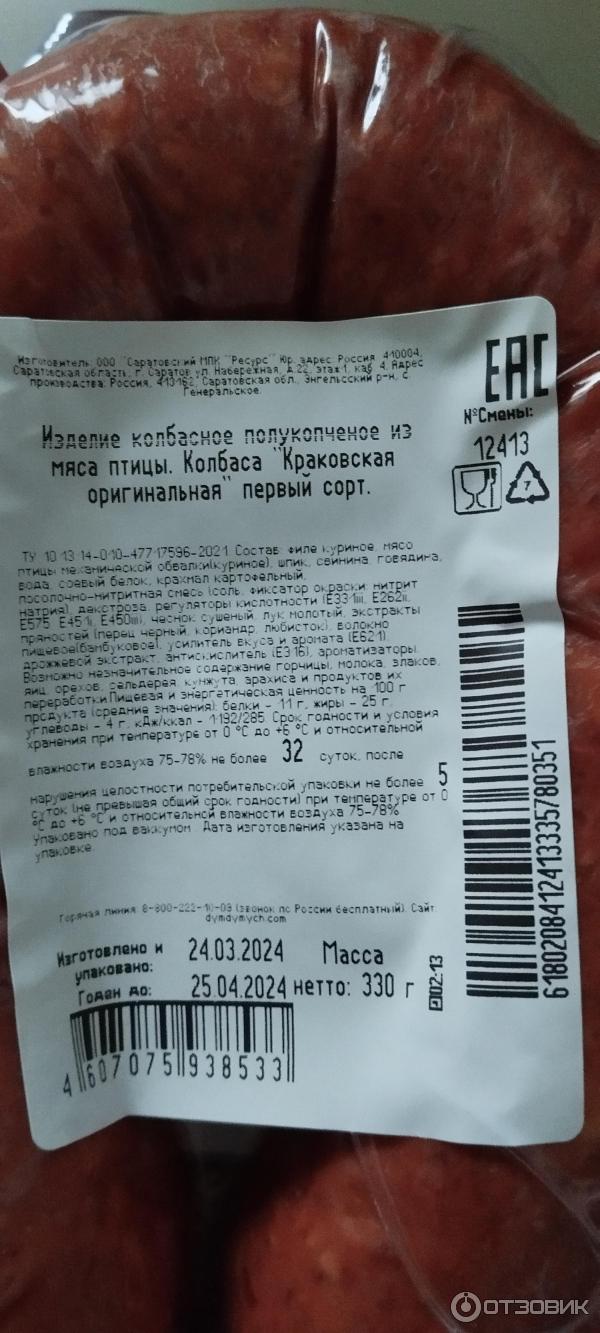 Изготовитель: ООО "Саратовский МПК "Ресурс" Юр. адрес: Россия, 410004,
Саратовская область, г. Саратов ул. Набережная, д.22, этаж 1, каб. 4. Адрес
производства: Россия, 413162, Саратовская обл., Энгельсский р-н, с.
Генеральское.
EAC
№Смены:
12413
7
Изделие колбасное полукопченое из
мяса птицы. Колбаса "Краковская
оригинальная" первый сорт.
ТУ 10.13.14-010-47717596-2021. Состав: филе куриное, мясо
птицы механической обвалки(куриное), шпик, свинина, говядина,
вода, соевый белок, крахмал картофельный,
посолочно-нитритная смесь (соль, фиксатор окраски: нитрит
натрия), декстроза, регуляторы кислотности (Е331iii, Е262ii,
Е575, Е451i, Е450iii), чеснок сушеный, лук молотый, экстракты
пряностей (перец черный, кориандр, любисток), волокно
пищевое(бамбуковое), усилитель вкуса и аромата (Е621),
дрожжевой экстракт, антиокислитель (Е316), ароматизаторы.
Возможно незначительное содержание горчицы, молока, злаков,
яиц, орехов, сельдерея, кунжута, арахиса и продуктов их
переработки.Пищевая и энергетическая ценность на 100 г
продукта (средние значения): белки - 11 г, жиры - 25 г,
углеводы - 4 г, кДж/ккал - 1192/285. Срок годности и условия
хранения при температуре от 0 °С до +6 °С и относительной
влажности воздуха 75-78% не более 32 суток, после
нарушения целостности потребительской упаковки не более 5
суток (не превышая общий срок годности) при температуре от 0
°С до +6 °С и относительной влажности воздуха 75-78%.
Упаковано под вакуумом. Дата изготовления указана на
упаковке.
Горячая линия: 8-800-222-10-09 (звонок по России бесплатный). Сайт:
dymdymych.com
Изготовлено и упаковано: 24.03.2024 Масса
Годен до: 25.04.2024 нетто: 330 г
02:13
4 607075 938533
6180208412413335780351
ОТЗОВИК